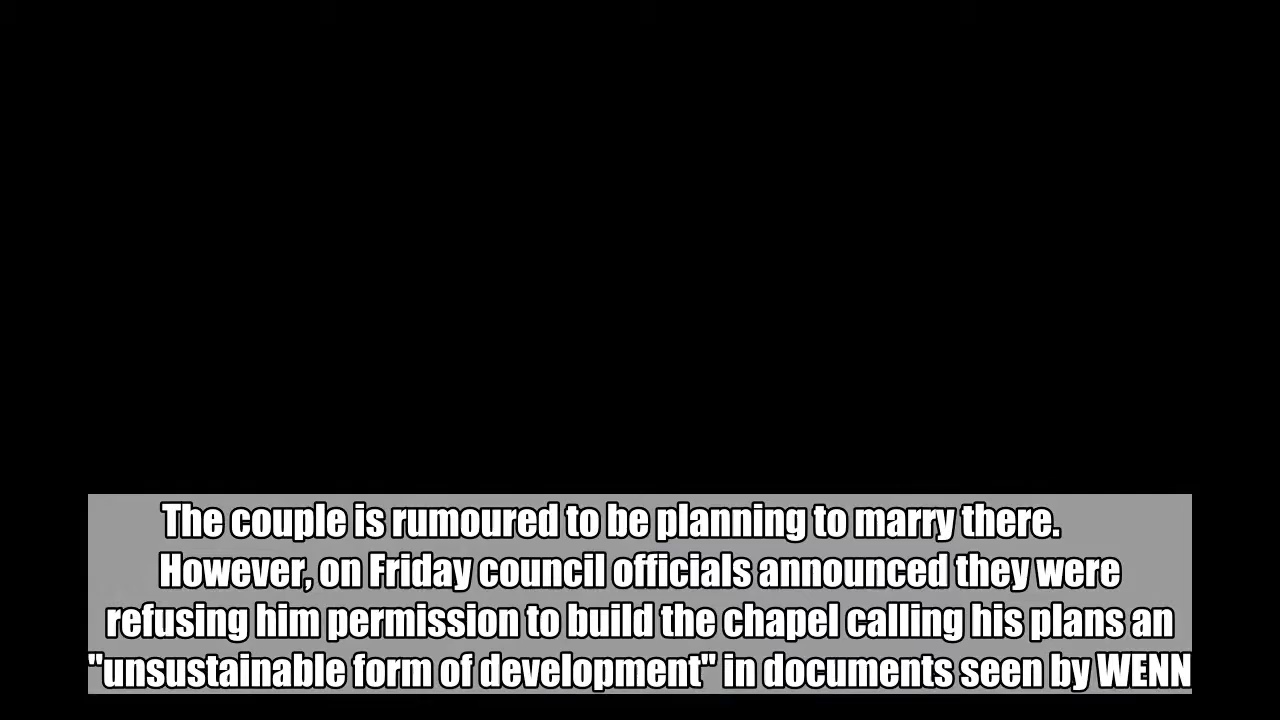 The couple is rumoured to be planning to marry there.
However, on Friday council officials announced they were
refusing him permission to build the chapel calling his plans an
"unsustainable form of development" in documents seen by WENN